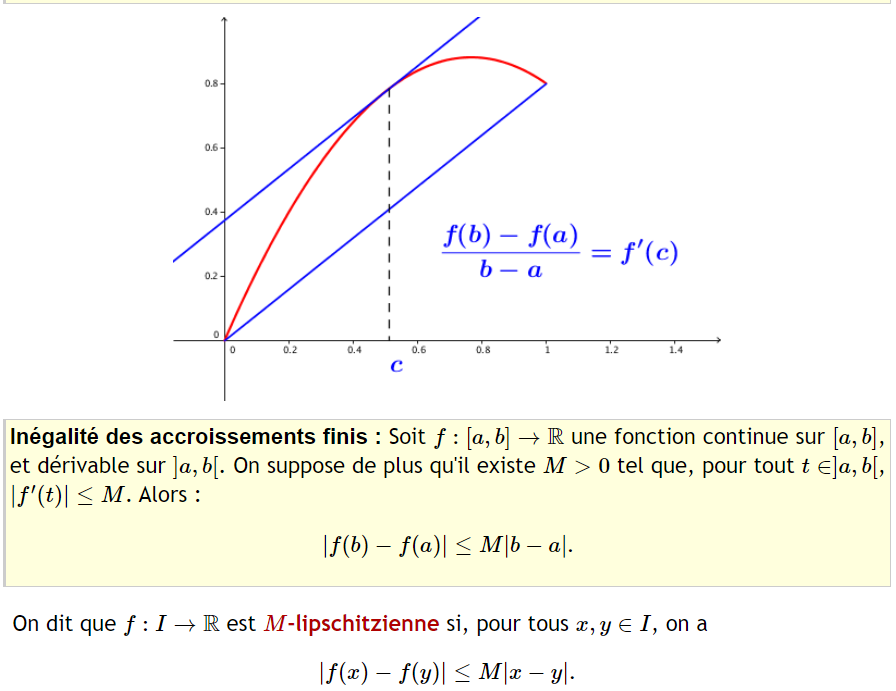 0.8
0.6
0.4
0.2
0
0 0.2 0.4 0.6 0.8 1 1.2 1.4
c
f(b) − f(a) / b − a = f′(c)
Inégalité des accroissements finis : Soit f : [a, b] → ℝ une fonction continue sur [a, b],
et dérivable sur ]a, b[. On suppose de plus qu'il existe M > 0 tel que, pour tout t ∈]a, b[,
|f′(t)| ≤ M. Alors :
|f(b) − f(a)| ≤ M|b − a|.
On dit que f : I → ℝ est M-lipschitzienne si, pour tous x, y ∈ I, on a
|f(x) − f(y)| ≤ M|x − y|.